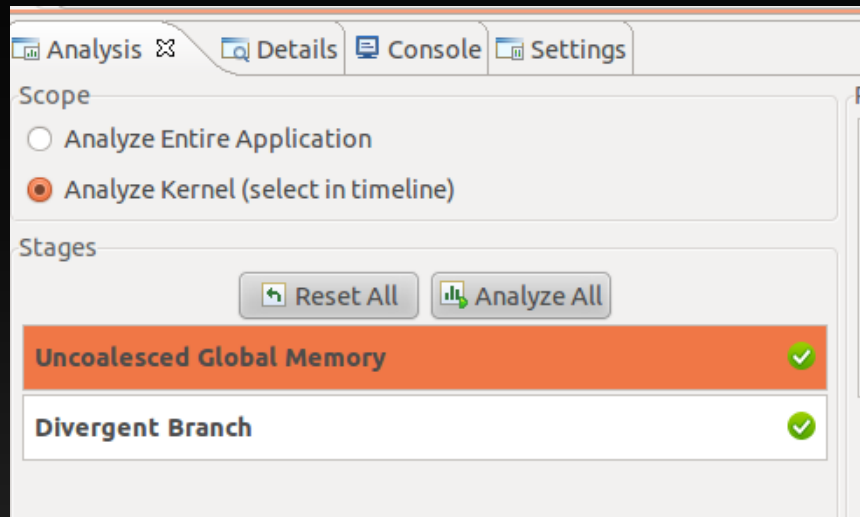 Analysis Details Console Settings
Scope
Analyze Entire Application
Analyze Kernel (select in timeline)
Stages
Reset All Analyze All
Uncoalesced Global Memory
Divergent Branch